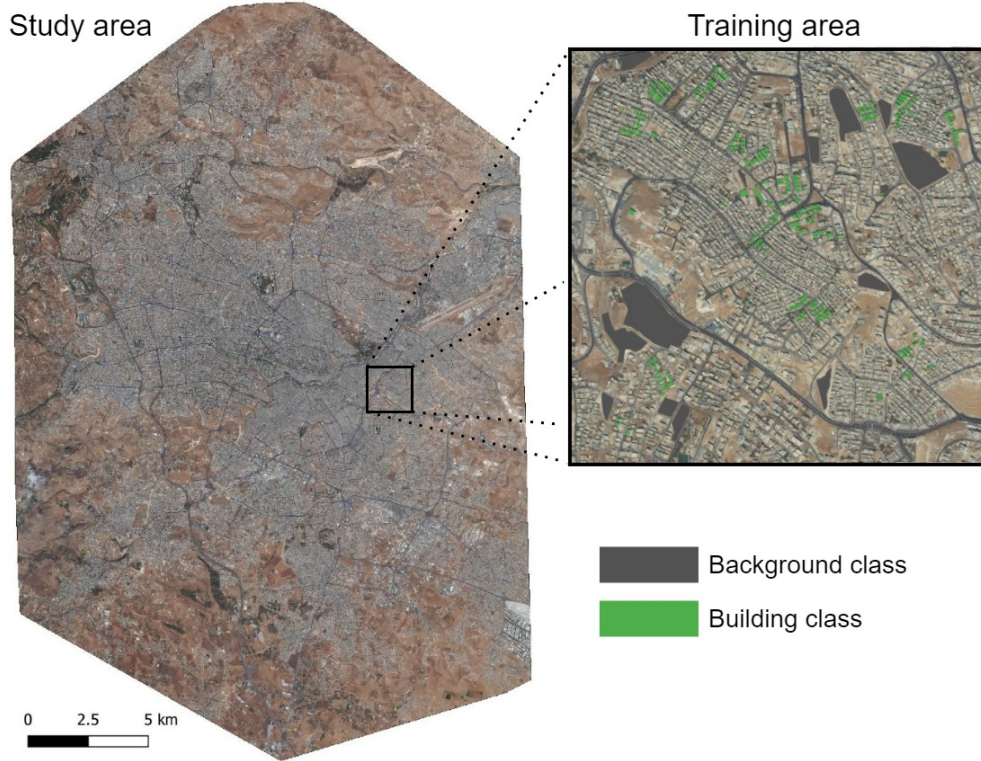 Study area
Training area
Background class
Building class
0 2.5 5 km